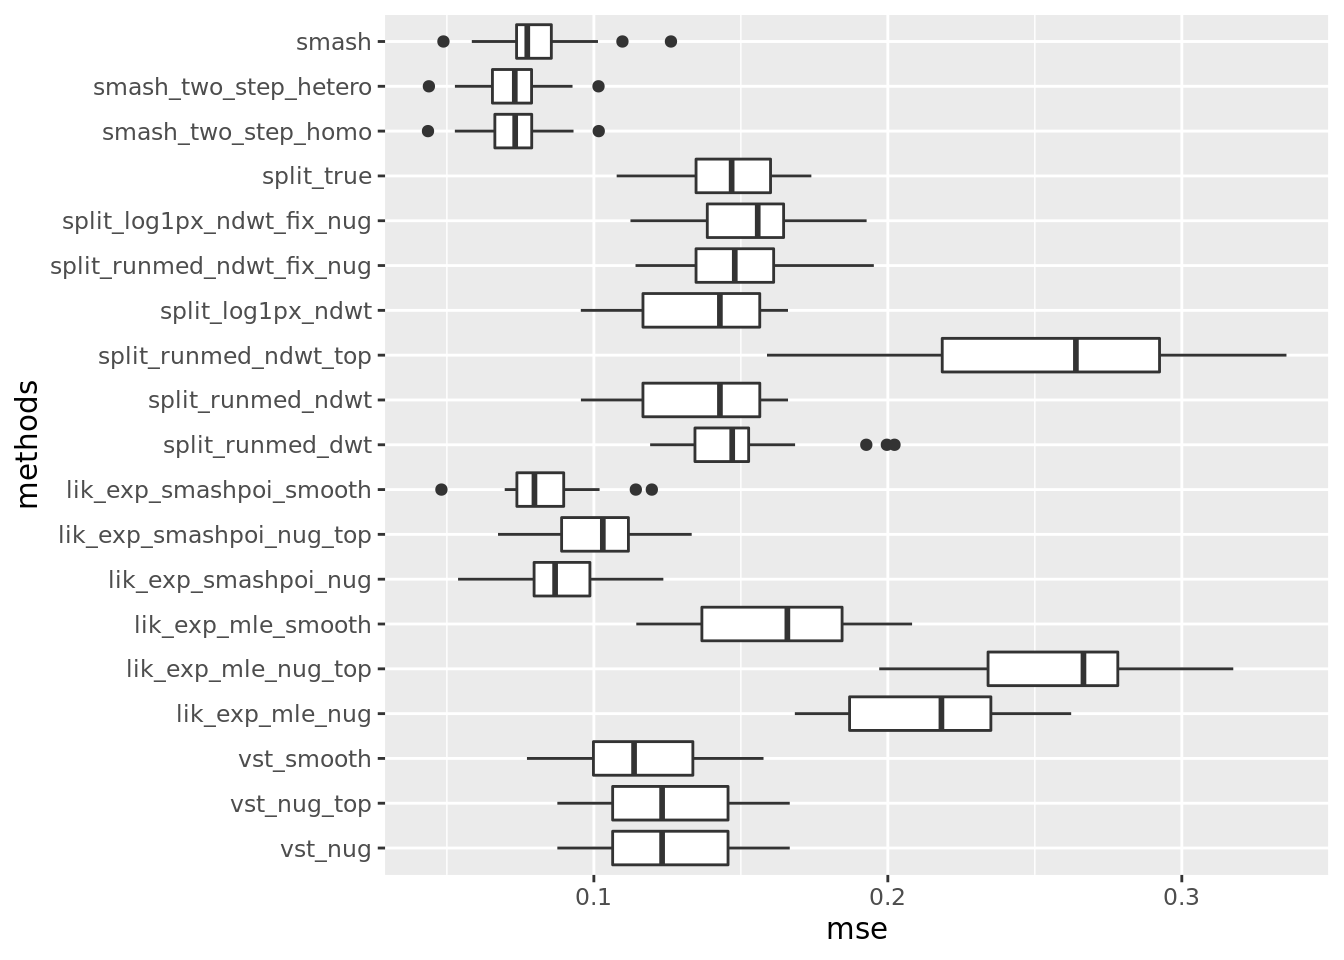 smash
smash_two_step_hetero
smash_two_step_homo
split_true
split_log1px_ndwt_fix_nug
split_runmed_ndwt_fix_nug
split_log1px_ndwt
split_runmed_ndwt_top
split_runmed_ndwt
split_runmed_dwt
lik_exp_smashpoi_smooth
lik_exp_smashpoi_nug_top
lik_exp_smashpoi_nug
lik_exp_mle_smooth
lik_exp_mle_nug_top
lik_exp_mle_nug
vst_smooth
vst_nug_top
vst_nug
methods
0.1 0.2 0.3
mse